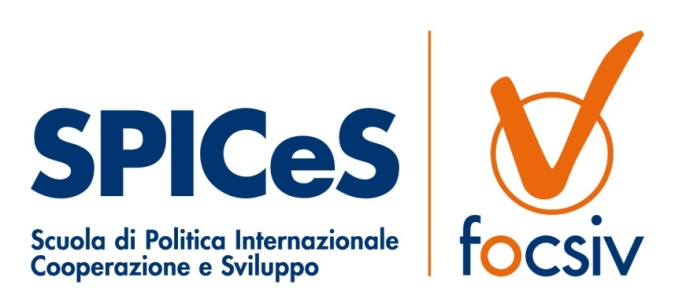 SPICeS
Scuola di Politica Internazionale
Cooperazione e Sviluppo
focsiv